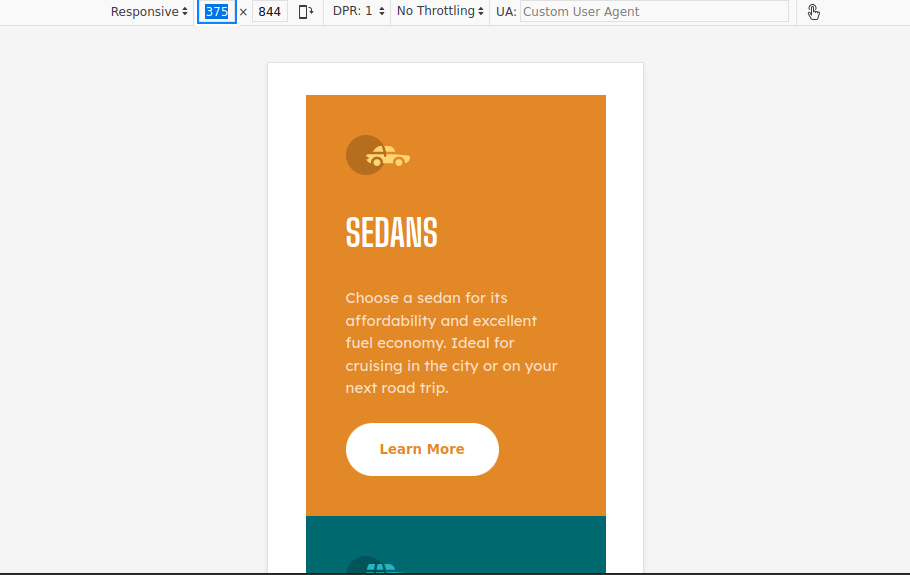 Responsive 375 × 844 DPR: 1 No Throttling UA: Custom User Agent
SEDANS
Choose a sedan for its
affordability and excellent
fuel economy. Ideal for
cruising in the city or on your
next road trip.
Learn More